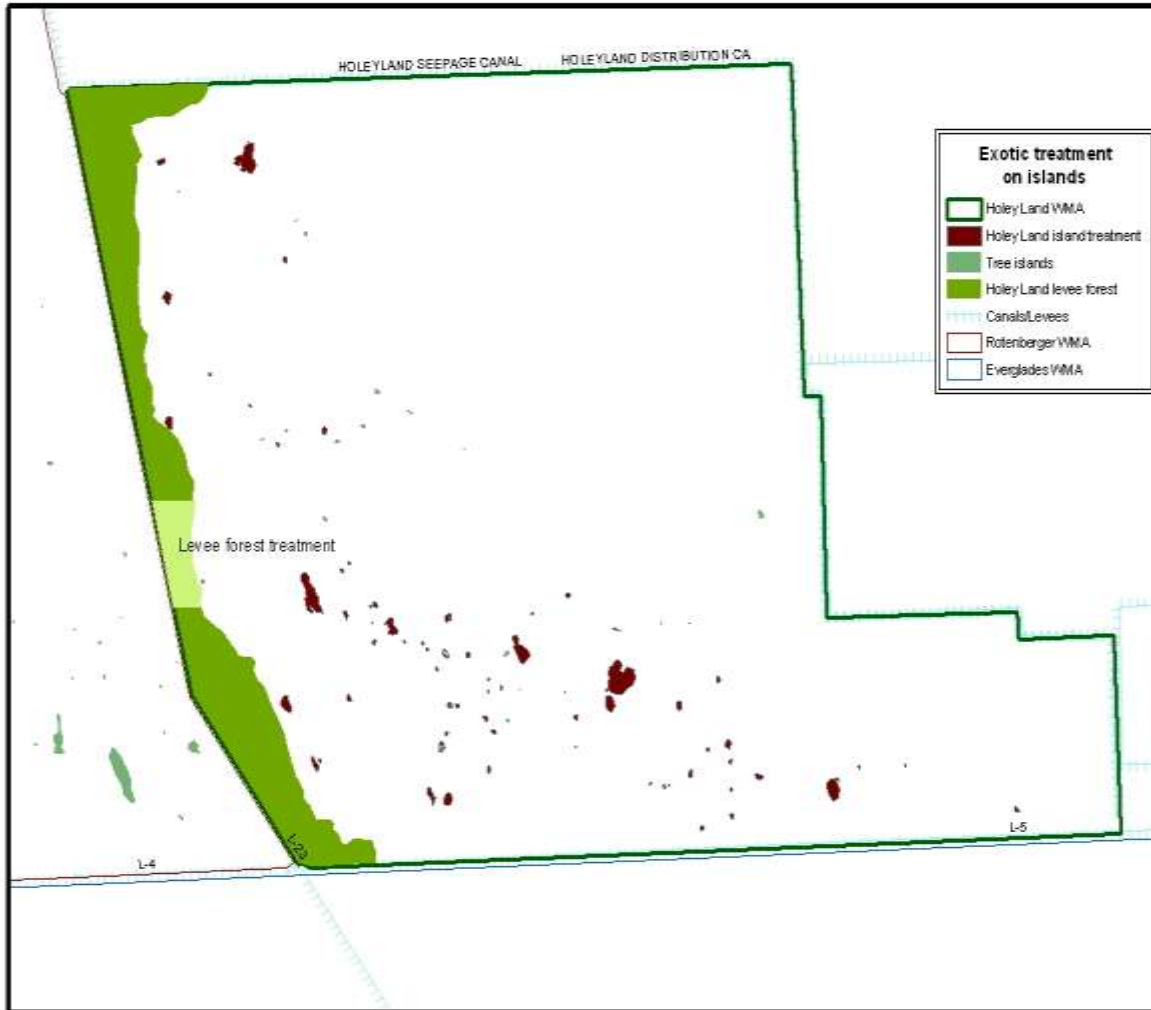 HOLEYLAND SEEPAGE CANAL
HOLEYLAND DISTRIBUTION CA
Exotic treatment
on islands
Holey Land WMA
Holey Land island treatment
Tree islands
Holey Land levee forest
Canals/Levees
Rotenberger WMA
Everglades WMA
Levee forest treatment
L-23
L-4
L-5